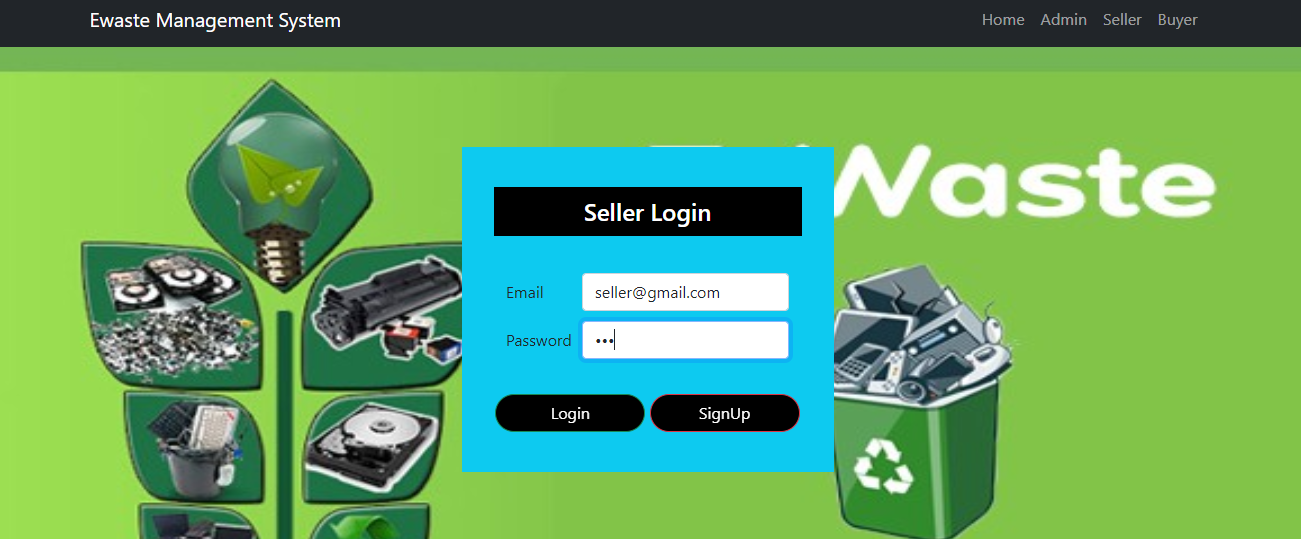 Ewaste Management System
Home Admin Seller Buyer
Waste
Seller Login
Email seller@gmail.com
Password •••
Login SignUp